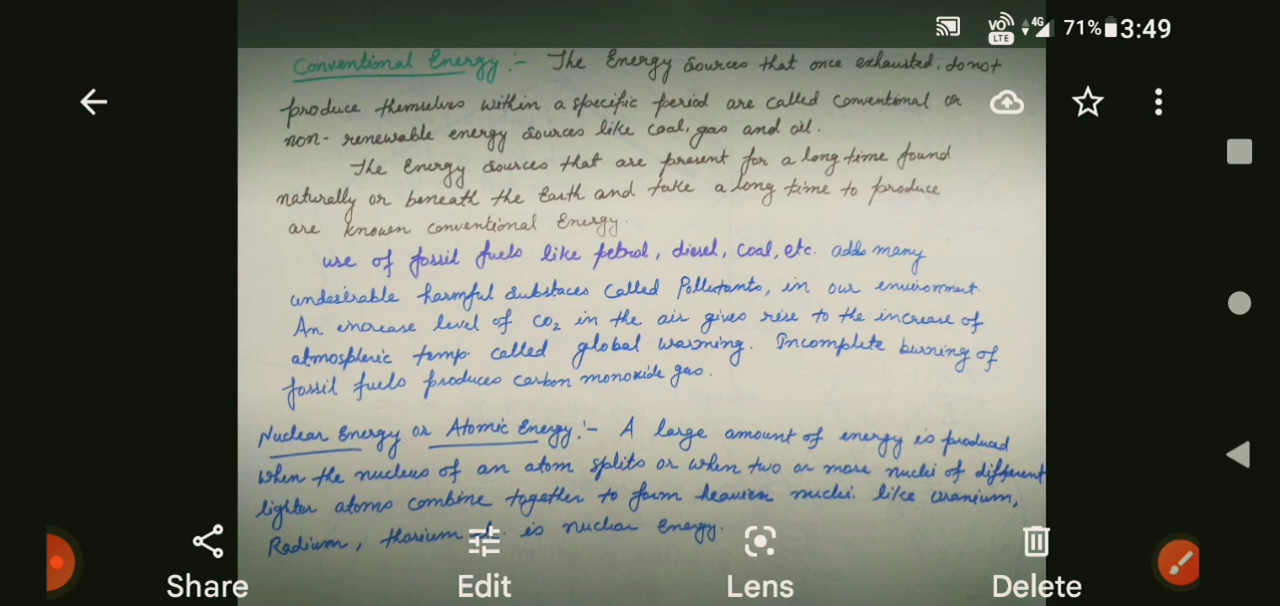 VO LTE 4G 71% 3:49
Conventional Energy :- The Energy Sources that once exhausted, do not
produce themselves within a specific period are called conventional or
non-renewable energy sources like coal, gas and oil.
The Energy sources that are present for a long time found
naturally or beneath the Earth and take a long time to produce
are known conventional Energy.
use of fossil fuels like petrol, diesel, coal, etc. adds many
undesirable harmful substaces called Pollutants, in our environment.
An increase level of CO2 in the air gives rise to the increase of
atmospheric temp. called global warming. Incomplete burning of
fossil fuels produces carbon monoxide gas.
Nuclear Energy or Atomic Energy :- A large amount of energy is produced
when the nucleus of an atom splits or when two or more nuclei of different
lighter atoms combine together to form heavier nuclei. like uranium,
Radium, thorium is nuclear Energy.
Share Edit Lens Delete